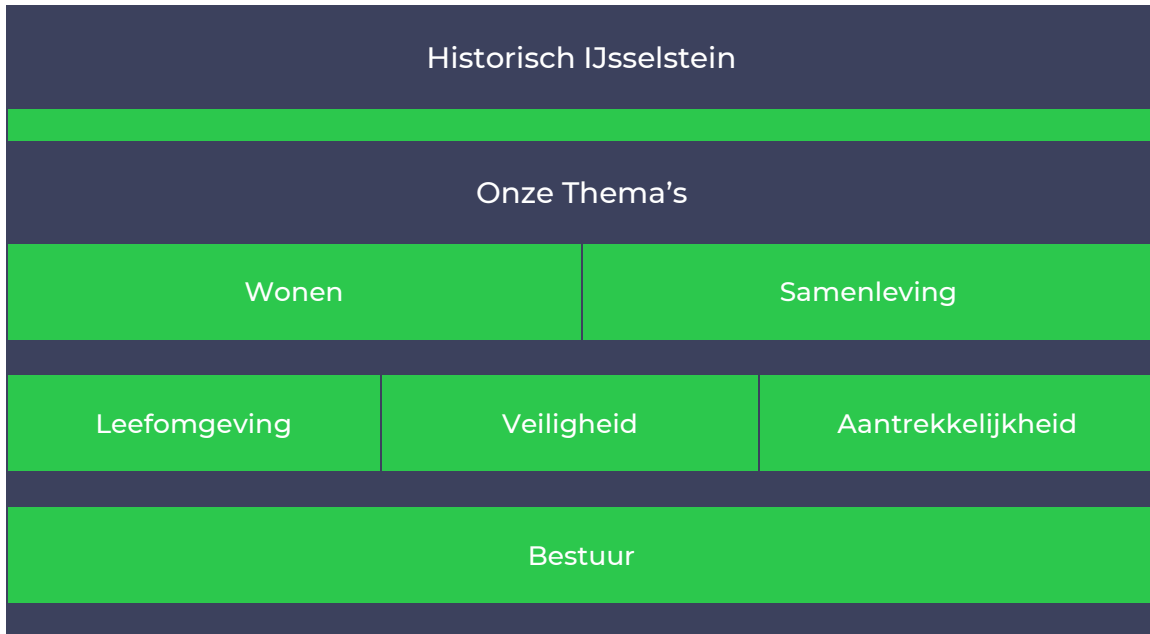 Historisch IJsselstein
Onze Thema’s
Wonen
Samenleving
Leefomgeving
Veiligheid
Aantrekkelijkheid
Bestuur